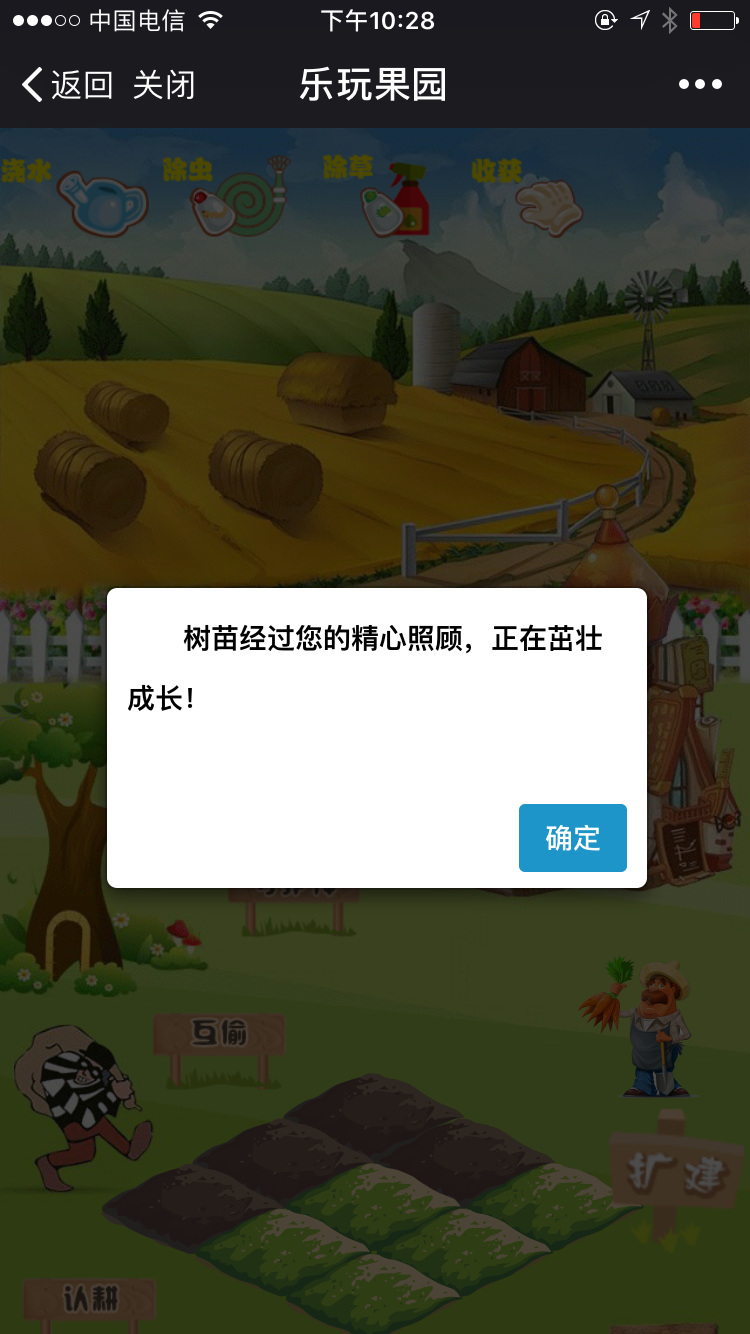 中国电信 下午10:28
返回 关闭 乐玩果园
浇水 除虫 除草 收获
树苗经过您的精心照顾，正在茁壮
成长！
确定
互偷
扩建
认耕